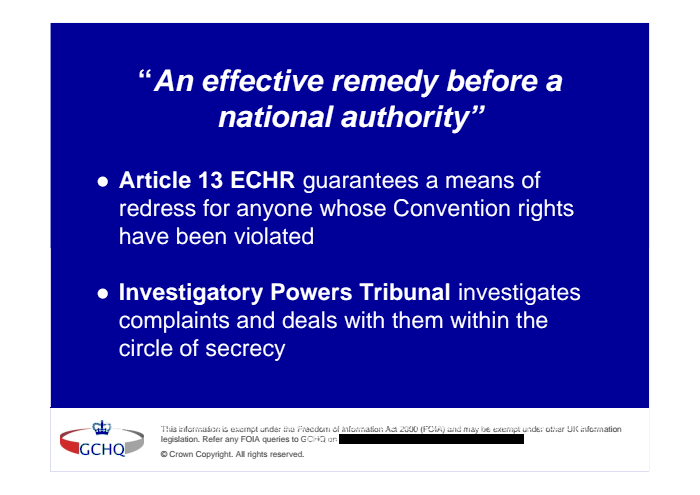 “An effective remedy before a
national authority”
● Article 13 ECHR guarantees a means of
redress for anyone whose Convention rights
have been violated
● Investigatory Powers Tribunal investigates
complaints and deals with them within the
circle of secrecy
This information is exempt under the Freedom of Information Act 2000 (FOIA) and may be exempt under other UK information
legislation. Refer any FOIA queries to GCHQ on
© Crown Copyright. All rights reserved.
GCHQ